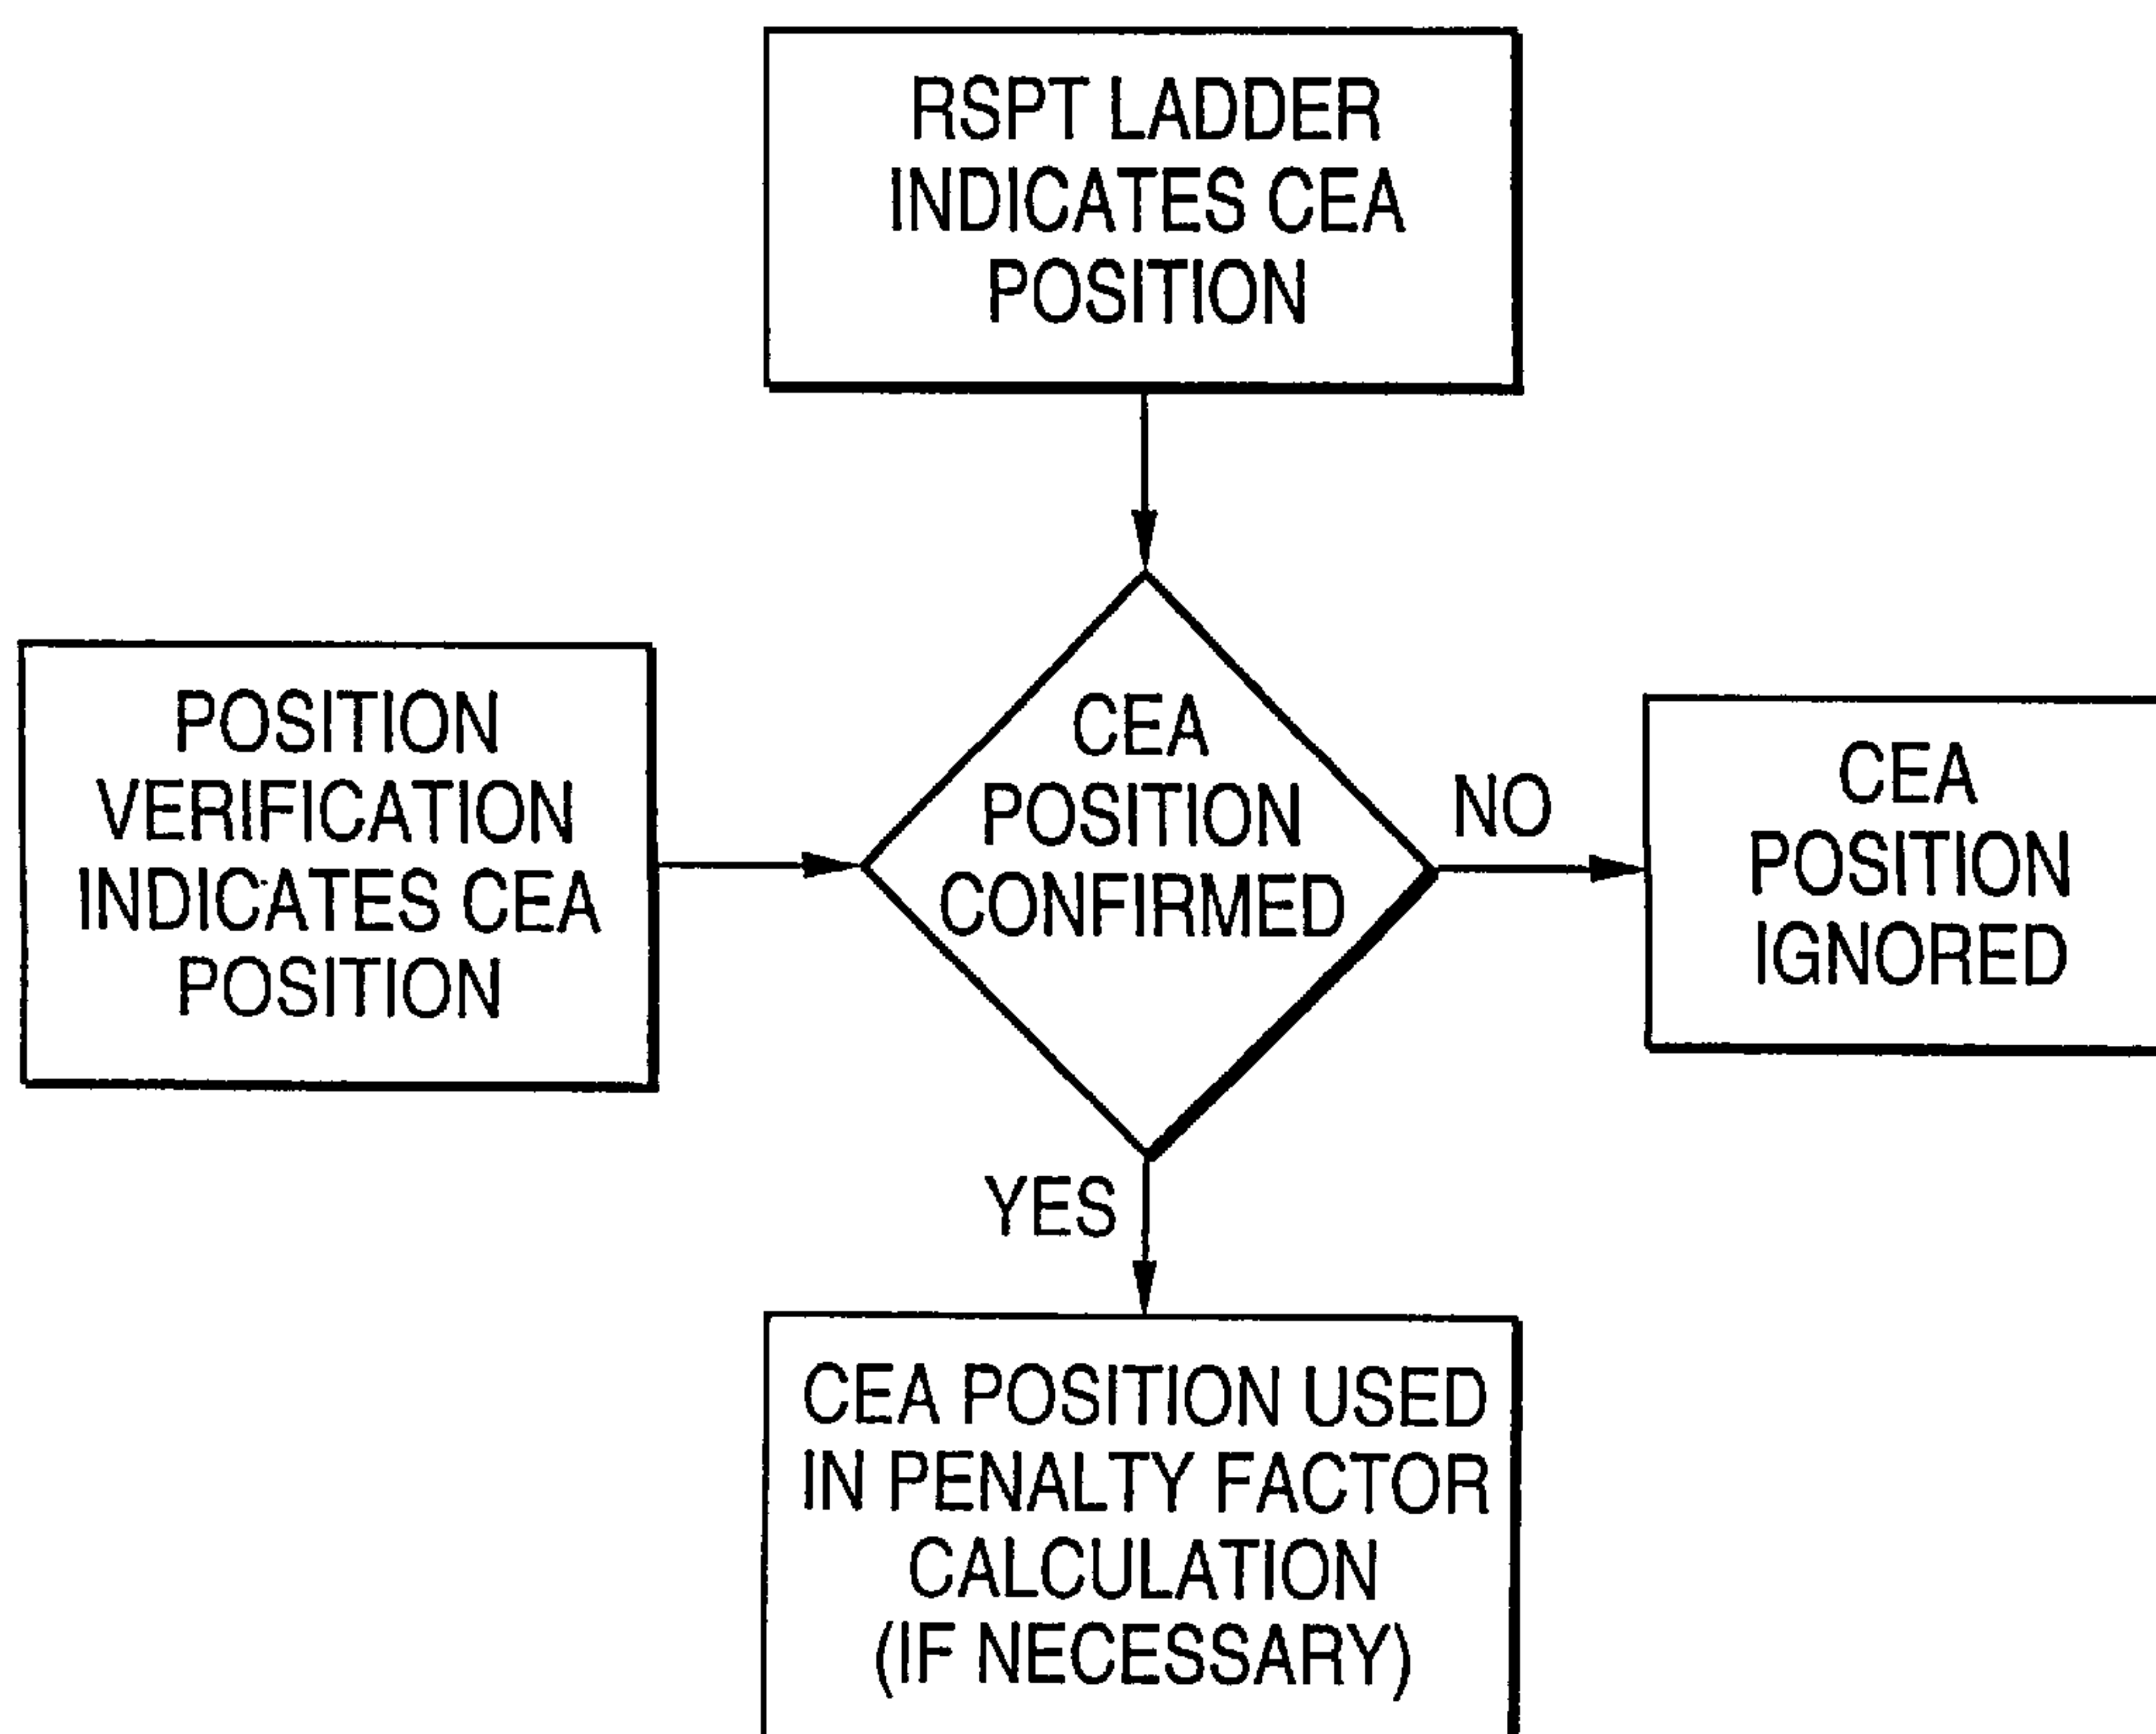 RSPT LADDER
INDICATES CEA
POSITION
POSITION
VERIFICATION
INDICATES CEA
POSITION
CEA
POSITION
CONFIRMED
NO
CEA
POSITION
IGNORED
YES
CEA POSITION USED
IN PENALTY FACTOR
CALCULATION
(IF NECESSARY)